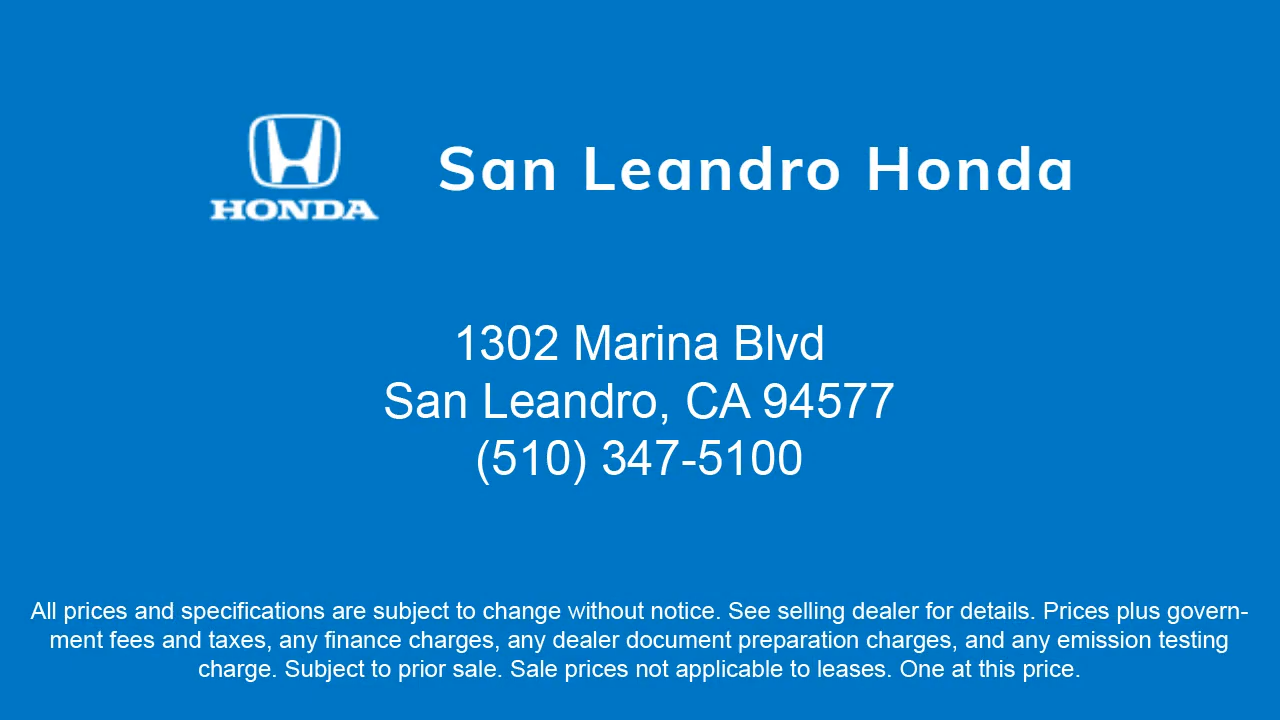 HONDA
San Leandro Honda
1302 Marina Blvd
San Leandro, CA 94577
(510) 347-5100
All prices and specifications are subject to change without notice. See selling dealer for details. Prices plus govern-
ment fees and taxes, any finance charges, any dealer document preparation charges, and any emission testing
charge. Subject to prior sale. Sale prices not applicable to leases. One at this price.